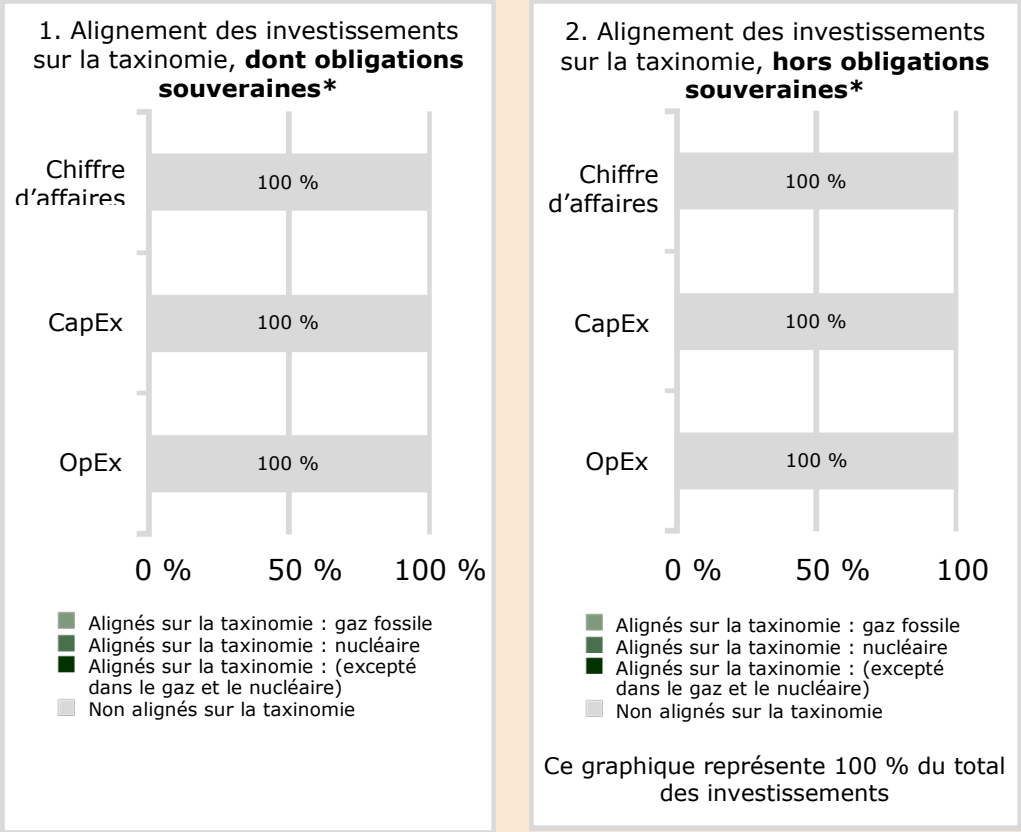 1. Alignement des investissements
sur la taxinomie, dont obligations
souveraines*
Chiffre
d'affaires
100 %
CapEx
100 %
OpEx
100 %
0 % 50 % 100 %
Alignés sur la taxinomie : gaz fossile
Alignés sur la taxinomie : nucléaire
Alignés sur la taxinomie : (excepté
dans le gaz et le nucléaire)
Non alignés sur la taxinomie
2. Alignement des investissements
sur la taxinomie, hors obligations
souveraines*
Chiffre
d'affaires
100 %
CapEx
100 %
OpEx
100 %
0 % 50 % 100
Alignés sur la taxinomie : gaz fossile
Alignés sur la taxinomie : nucléaire
Alignés sur la taxinomie : (excepté
dans le gaz et le nucléaire)
Non alignés sur la taxinomie
Ce graphique représente 100 % du total
des investissements